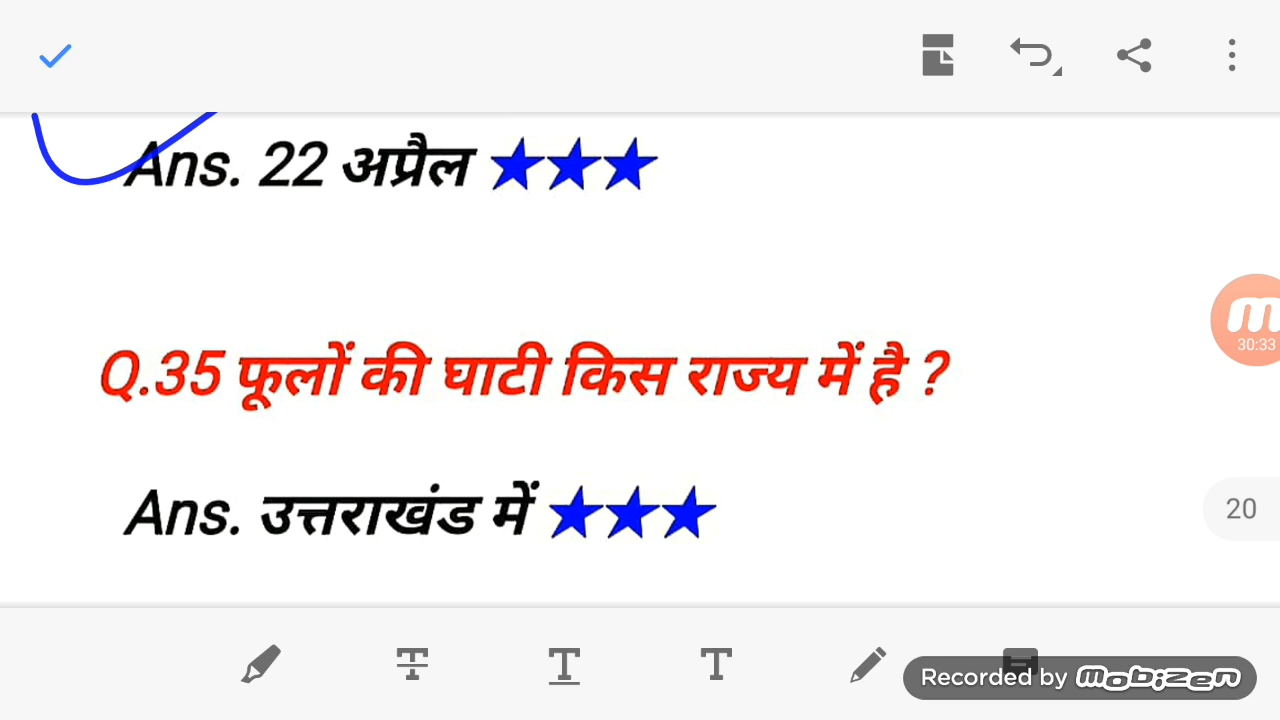 Ans. 22 अप्रैल ★★★
Q.35 फूलों की घाटी किस राज्य में है ?
30:33
Ans. उत्तराखंड में ★★★
20
T T T
Recorded by mobizen